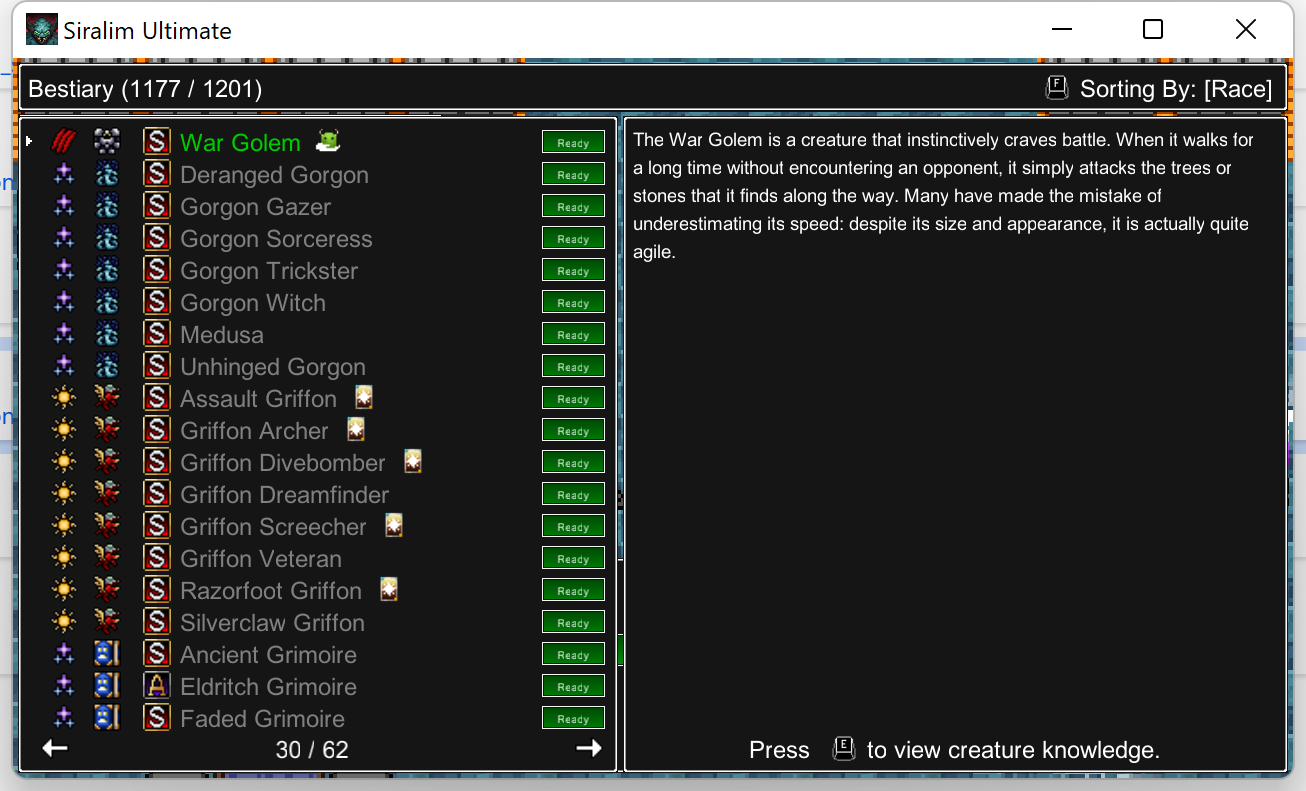 Siralim Ultimate
Bestiary (1177 / 1201)
F Sorting By: [Race]
S War Golem Ready
S Deranged Gorgon Ready
S Gorgon Gazer Ready
S Gorgon Sorceress Ready
S Gorgon Trickster Ready
S Gorgon Witch Ready
S Medusa Ready
S Unhinged Gorgon Ready
S Assault Griffon Ready
S Griffon Archer Ready
S Griffon Divebomber Ready
S Griffon Dreamfinder Ready
S Griffon Screecher Ready
S Griffon Veteran Ready
S Razorfoot Griffon Ready
S Silverclaw Griffon Ready
S Ancient Grimoire Ready
A Eldritch Grimoire Ready
S Faded Grimoire Ready
30 / 62
The War Golem is a creature that instinctively craves battle. When it walks for
a long time without encountering an opponent, it simply attacks the trees or
stones that it finds along the way. Many have made the mistake of
underestimating its speed: despite its size and appearance, it is actually quite
agile.
Press E to view creature knowledge.